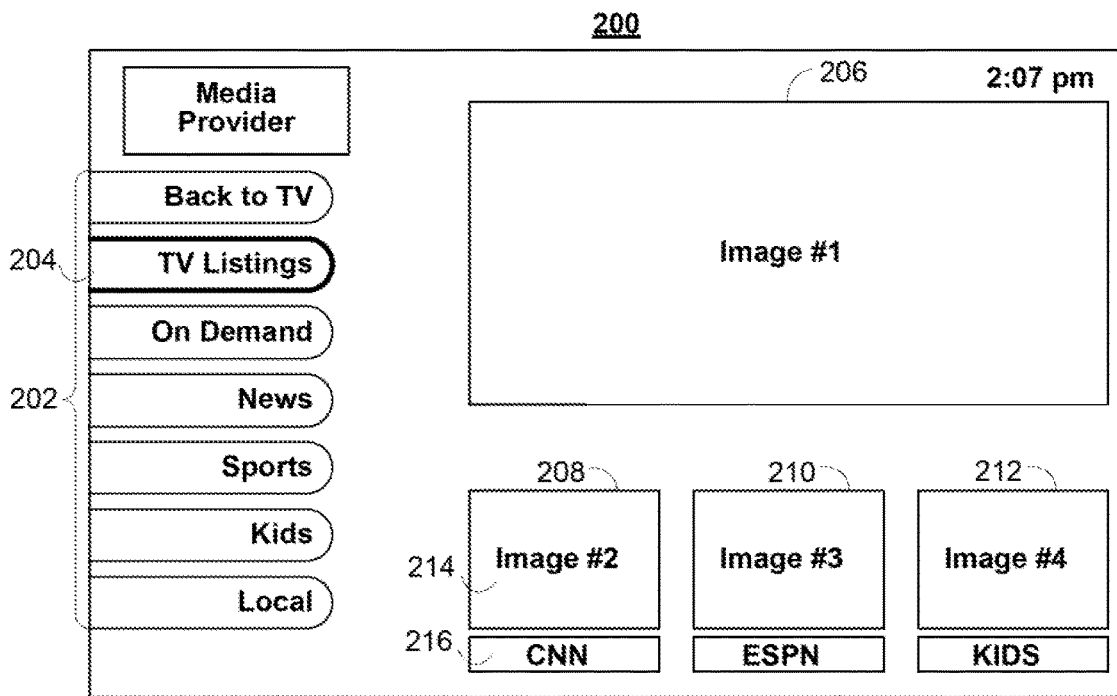 200
206
2:07 pm
Media
Provider
Back to TV
204
TV Listings
Image #1
On Demand
202
News
Sports
208
210
212
Kids
Image #2
Image #3
Image #4
214
Local
216
CNN
ESPN
KIDS